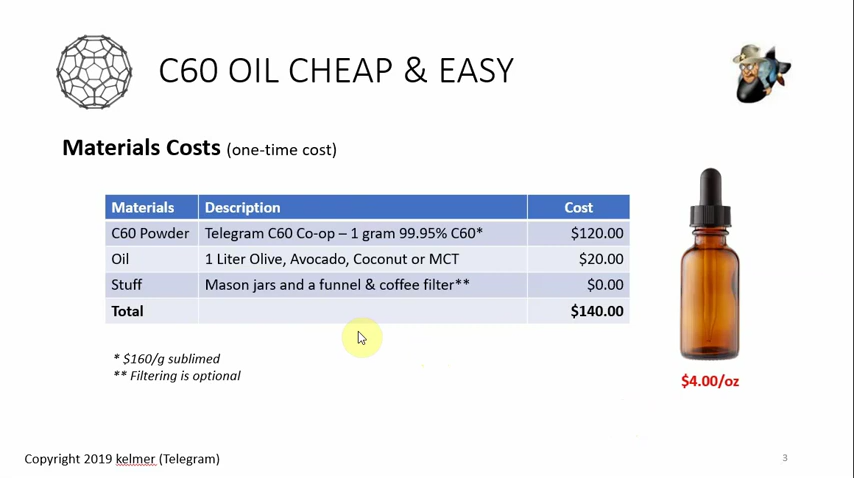 C60 OIL CHEAP & EASY
Materials Costs (one-time cost)
Materials Description Cost
C60 Powder Telegram C60 Co-op – 1 gram 99.95% C60* $120.00
Oil 1 Liter Olive, Avocado, Coconut or MCT $20.00
Stuff Mason jars and a funnel & coffee filter** $0.00
Total $140.00
* $160/g sublimed
** Filtering is optional
$4.00/oz
Copyright 2019 kelmer (Telegram)
3